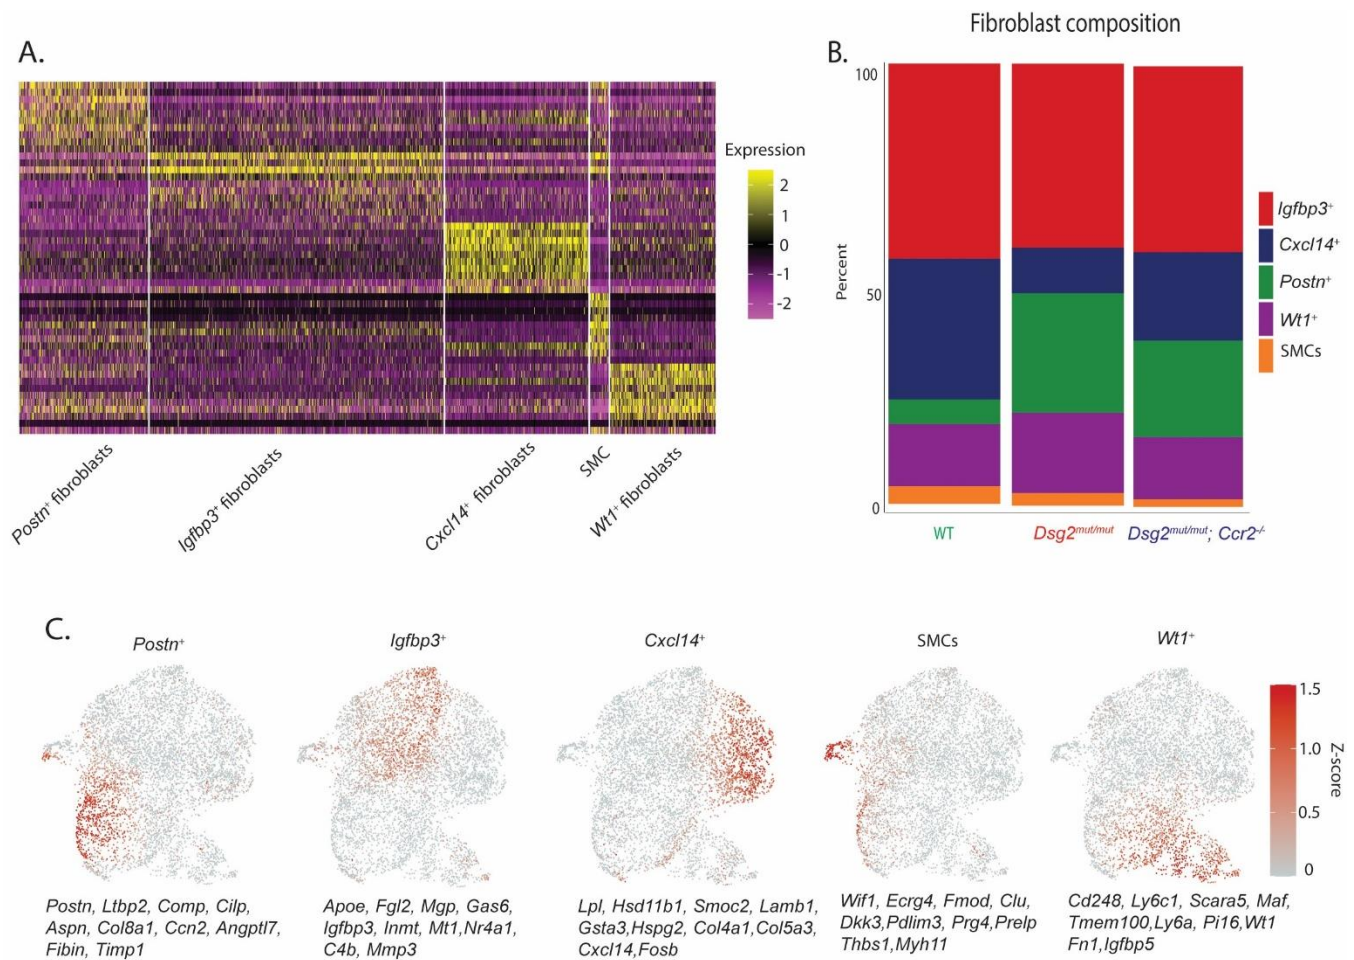 Fibroblast composition
A.
B.
Expression
2
1
0
-1
-2
Postn⁺ fibroblasts
Igfbp3⁺ fibroblasts
Cxcl14⁺ fibroblasts
SMC
Wt1⁺ fibroblasts
Percent
100
50
0
WT
Dsg2ᵐᵘᵗ/ᵐᵘᵗ
Dsg2ᵐᵘᵗ/ᵐᵘᵗ; Ccr2⁻/⁻
Igfbp3⁺
Cxcl14⁺
Postn⁺
Wt1⁺
SMCs
C.
Postn⁺
Igfbp3⁺
Cxcl14⁺
SMCs
Wt1⁺
1.5
1.0
0.5
0
Z-score
Postn, Ltbp2, Comp, Cilp,
Aspn, Col8a1, Ccn2, Angptl7,
Fibin, Timp1
Apoe, Fgl2, Mgp, Gas6,
Igfbp3, Inmt, Mt1,Nr4a1,
C4b, Mmp3
Lpl, Hsd11b1, Smoc2, Lamb1,
Gsta3,Hspg2, Col4a1,Col5a3,
Cxcl14,Fosb
Wif1, Ecrg4, Fmod, Clu,
Dkk3,Pdlim3, Prg4,Prelp
Thbs1,Myh11
Cd248, Ly6c1, Scara5, Maf,
Tmem100,Ly6a, Pi16,Wt1
Fn1,Igfbp5